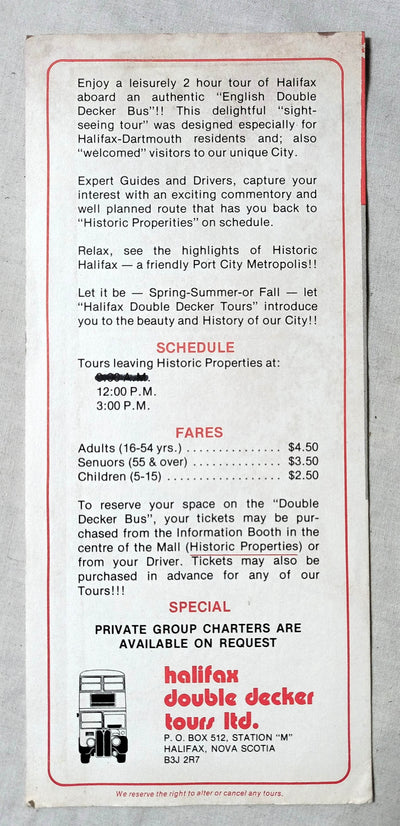 Enjoy a leisurely 2 hour tour of Halifax
aboard an authentic "English Double
Decker Bus"!! This delightful "sight-
seeing tour" was designed especially for
Halifax-Dartmouth residents and; also
"welcomed" visitors to our unique City.
Expert Guides and Drivers, capture your
interest with an exciting commentory and
well planned route that has you back to
"Historic Properities" on schedule.
Relax, see the highlights of Historic
Halifax — a friendly Port City Metropolis!!
Let it be — Spring-Summer-or Fall — let
"Halifax Double Decker Tours" introduce
you to the beauty and History of our City!!
SCHEDULE
Tours leaving Historic Properties at:
12:00 P.M.
3:00 P.M.
FARES
Adults (16-54 yrs.) ............... $4.50
Senuors (55 & over) .............. $3.50
Children (5-15) ................. $2.50
To reserve your space on the "Double
Decker Bus", your tickets may be pur-
chased from the Information Booth in the
centre of the Mall (Historic Properties) or
from your Driver. Tickets may also be
purchased in advance for any of our
Tours!!!
SPECIAL
PRIVATE GROUP CHARTERS ARE
AVAILABLE ON REQUEST
halifax
double decker
tours ltd.
P. O. BOX 512, STATION "M"
HALIFAX, NOVA SCOTIA
B3J 2R7
We reserve the right to alter or cancel any tours.